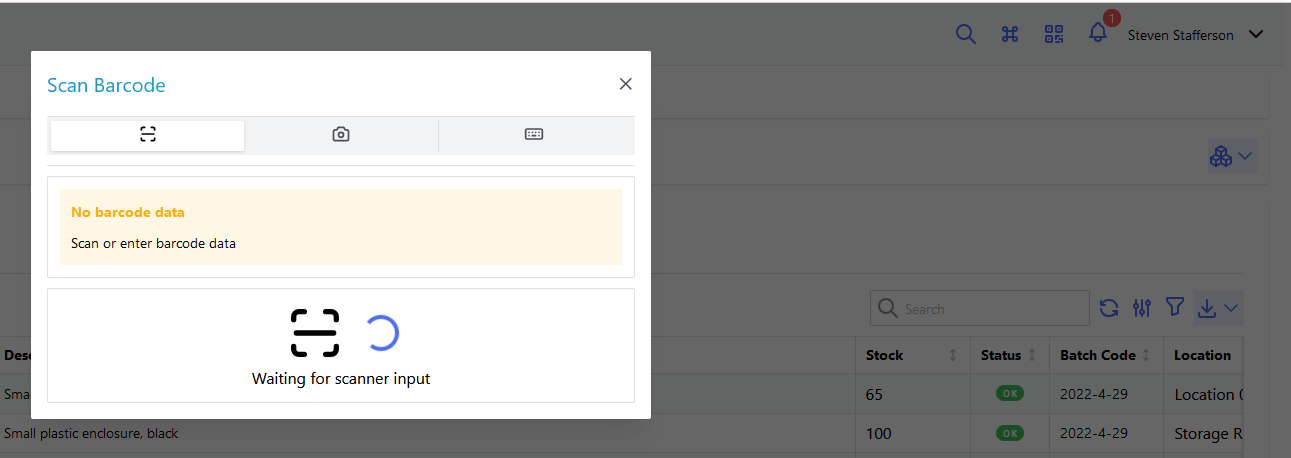 1
Steven Stafferson
Scan Barcode
No barcode data
Scan or enter barcode data
Waiting for scanner input
Search
Stock Status Batch Code Location
65 OK 2022-4-29 Location
Small plastic enclosure, black 100 OK 2022-4-29 Storage